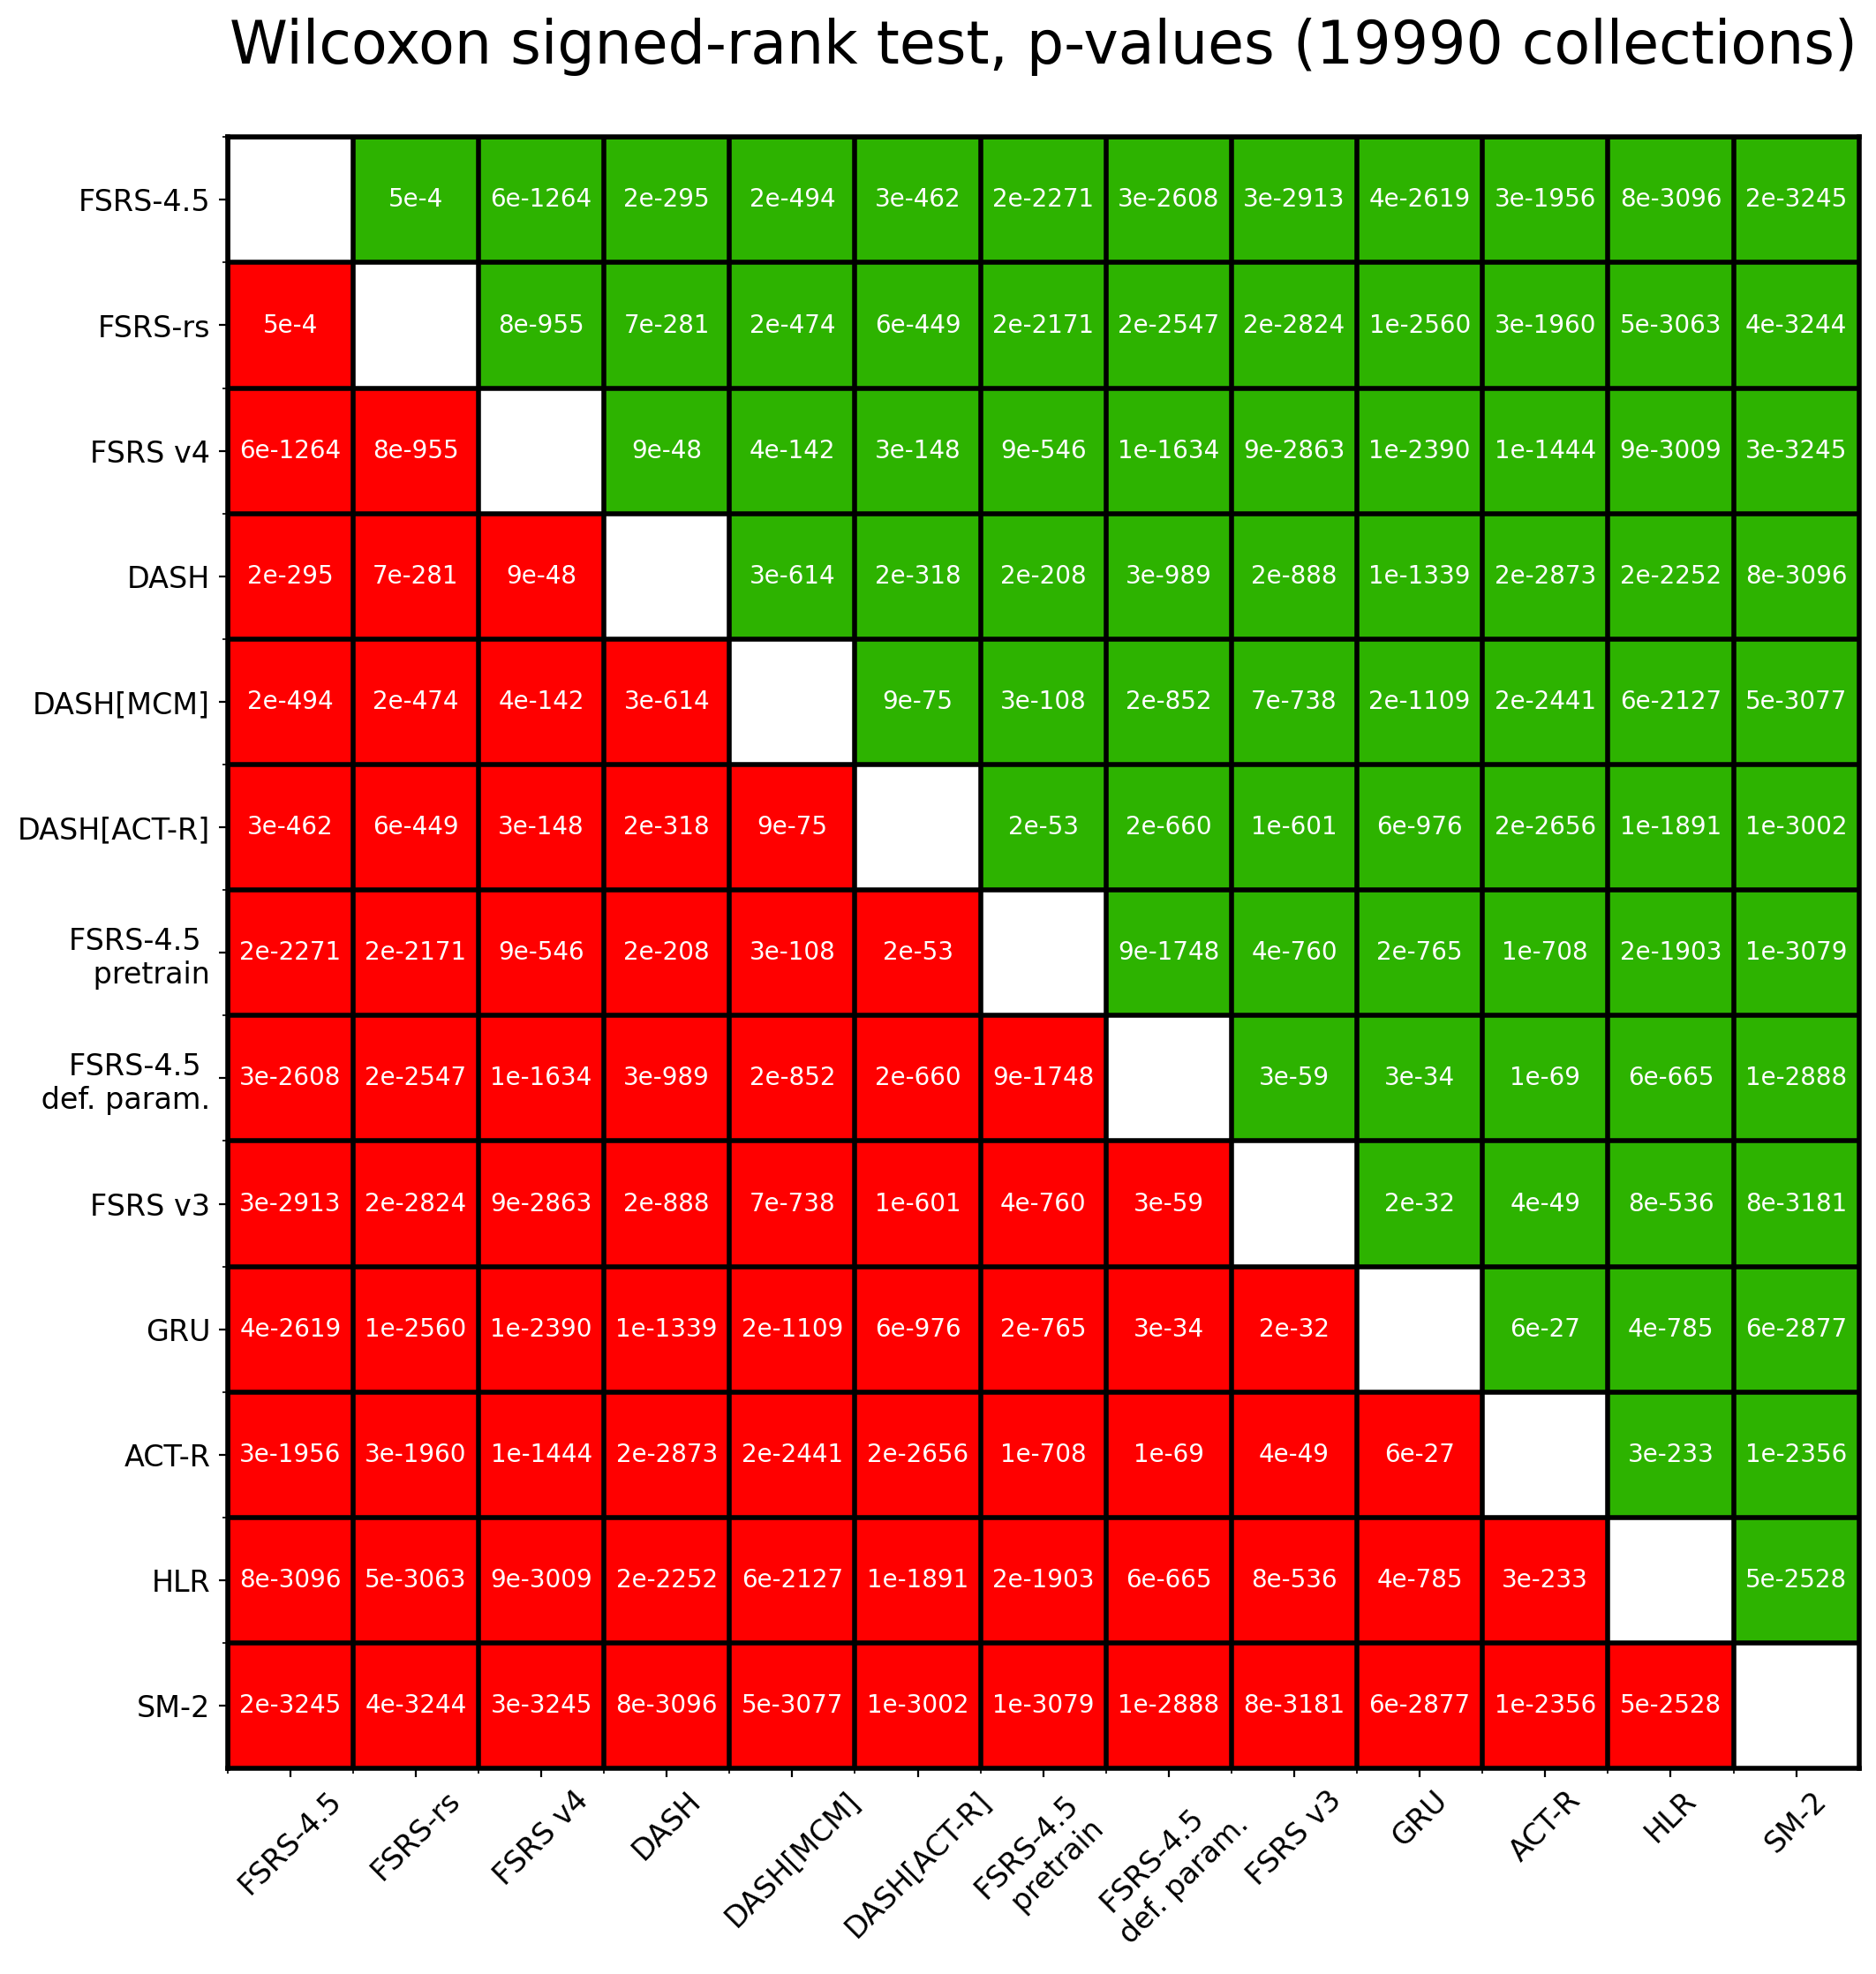 Wilcoxon signed-rank test, p-values (19990 collections)
FSRS-4.5 5e-4 6e-1264 2e-295 2e-494 3e-462 2e-2271 3e-2608 3e-2913 4e-2619 3e-1956 8e-3096 2e-3245
FSRS-rs 5e-4 8e-955 7e-281 2e-474 6e-449 2e-2171 2e-2547 2e-2824 1e-2560 3e-1960 5e-3063 4e-3244
FSRS v4 6e-1264 8e-955 9e-48 4e-142 3e-148 9e-546 1e-1634 9e-2863 1e-2390 1e-1444 9e-3009 3e-3245
DASH 2e-295 7e-281 9e-48 3e-614 2e-318 2e-208 3e-989 2e-888 1e-1339 2e-2873 2e-2252 8e-3096
DASH[MCM] 2e-494 2e-474 4e-142 3e-614 9e-75 3e-108 2e-852 7e-738 2e-1109 2e-2441 6e-2127 5e-3077
DASH[ACT-R] 3e-462 6e-449 3e-148 2e-318 9e-75 2e-53 2e-660 1e-601 6e-976 2e-2656 1e-1891 1e-3002
FSRS-4.5
pretrain 2e-2271 2e-2171 9e-546 2e-208 3e-108 2e-53 9e-1748 4e-760 2e-765 1e-708 2e-1903 1e-3079
FSRS-4.5
def. param. 3e-2608 2e-2547 1e-1634 3e-989 2e-852 2e-660 9e-1748 3e-59 3e-34 1e-69 6e-665 1e-2888
FSRS v3 3e-2913 2e-2824 9e-2863 2e-888 7e-738 1e-601 4e-760 3e-59 2e-32 4e-49 8e-536 8e-3181
GRU 4e-2619 1e-2560 1e-2390 1e-1339 2e-1109 6e-976 2e-765 3e-34 2e-32 6e-27 4e-785 6e-2877
ACT-R 3e-1956 3e-1960 1e-1444 2e-2873 2e-2441 2e-2656 1e-708 1e-69 4e-49 6e-27 3e-233 1e-2356
HLR 8e-3096 5e-3063 9e-3009 2e-2252 6e-2127 1e-1891 2e-1903 6e-665 8e-536 4e-785 3e-233 5e-2528
SM-2 2e-3245 4e-3244 3e-3245 8e-3096 5e-3077 1e-3002 1e-3079 1e-2888 8e-3181 6e-2877 1e-2356 5e-2528
FSRS-4.5
FSRS-rs
FSRS v4
DASH
DASH[MCM]
DASH[ACT-R]
FSRS-4.5
pretrain
FSRS-4.5
def. param.
FSRS v3
GRU
ACT-R
HLR
SM-2